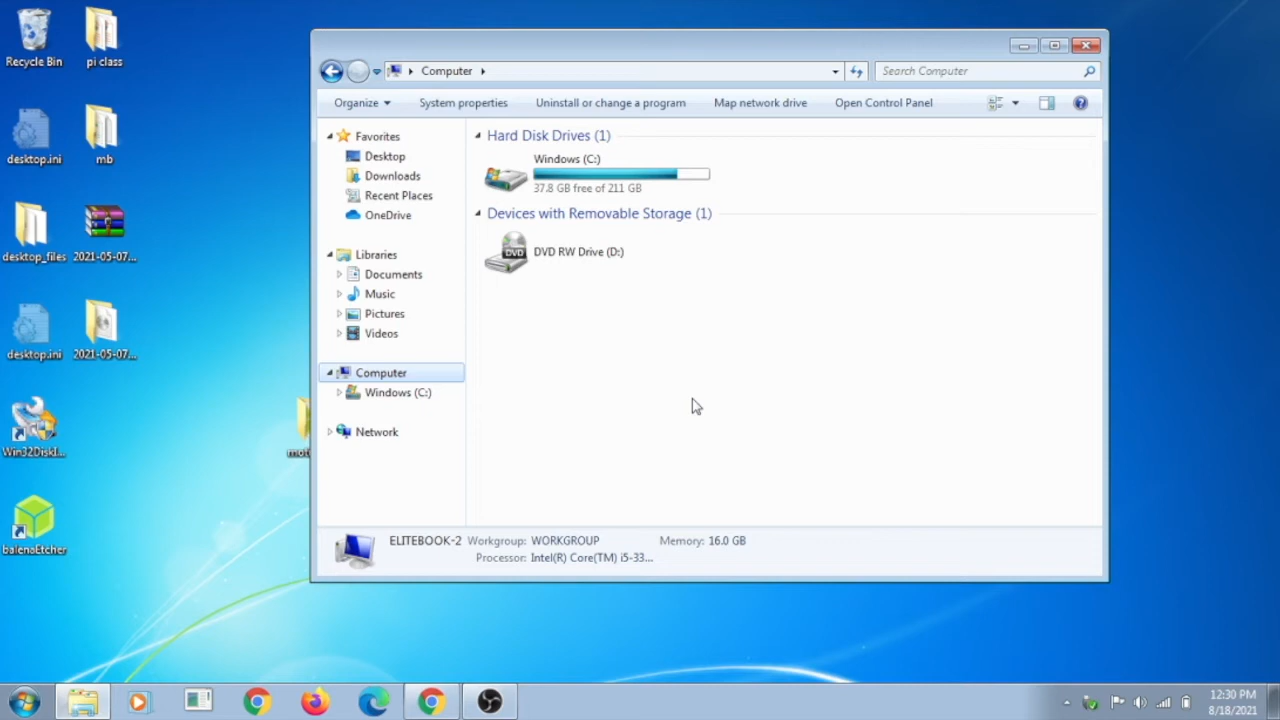 Recycle Bin
pi class
desktop.ini
mb
desktop_files
2021-05-07...
desktop.ini
2021-05-07...
Win32DiskI...
balenaEtcher
Computer
Search Computer
Organize
System properties
Uninstall or change a program
Map network drive
Open Control Panel
Favorites
Desktop
Downloads
Recent Places
OneDrive
Libraries
Documents
Music
Pictures
Videos
Computer
Windows (C:)
Network
Hard Disk Drives (1)
Windows (C:)
37.8 GB free of 211 GB
Devices with Removable Storage (1)
DVD
DVD RW Drive (D:)
ELITEBOOK-2 Workgroup: WORKGROUP Memory: 16.0 GB
Processor: Intel(R) Core(TM) i5-33...
12:30 PM
8/18/2021